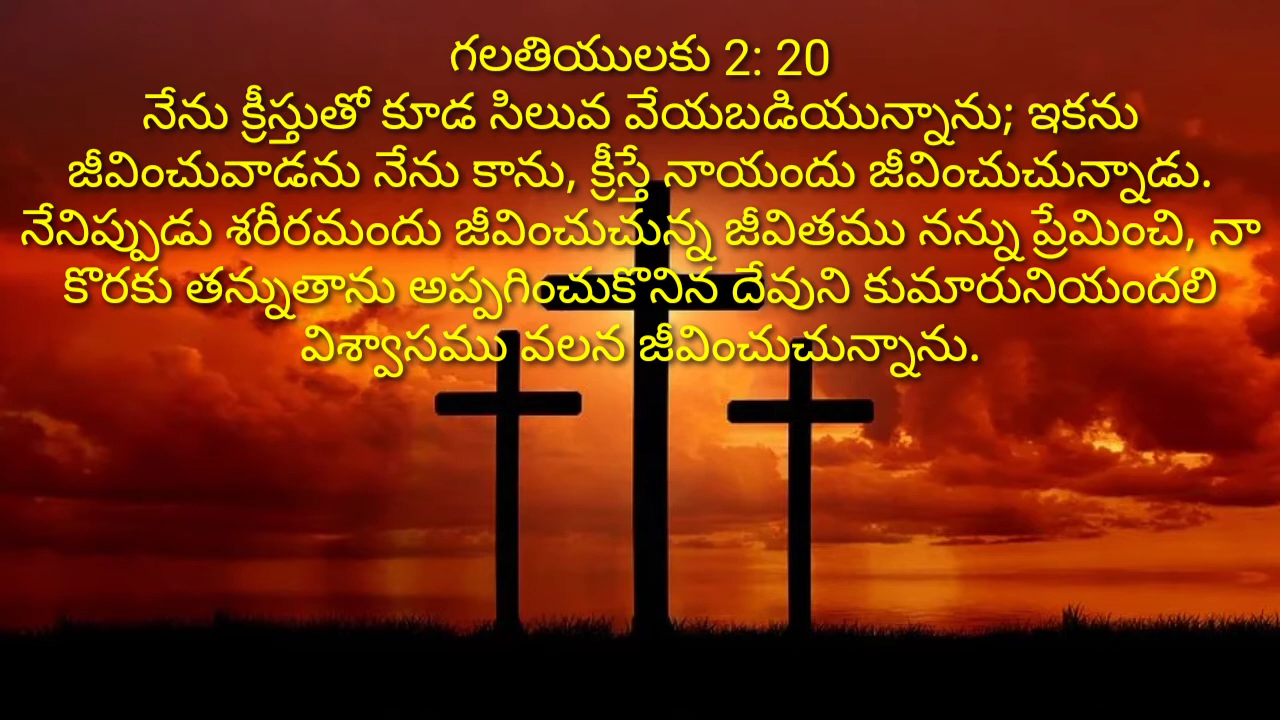 గలతియులకు 2: 20
నేను క్రీస్తుతో కూడ సిలువ వేయబడియున్నాను; ఇకను
జీవించువాడను నేను కాను, క్రీస్తే నాయందు జీవించుచున్నాడు.
నేనిప్పుడు శరీరమందు జీవించుచున్న జీవితము నన్ను ప్రేమించి, నా
కొరకు తన్నుతాను అప్పగించుకొనిన దేవుని కుమారునియందలి
విశ్వాసము వలన జీవించుచున్నాను.